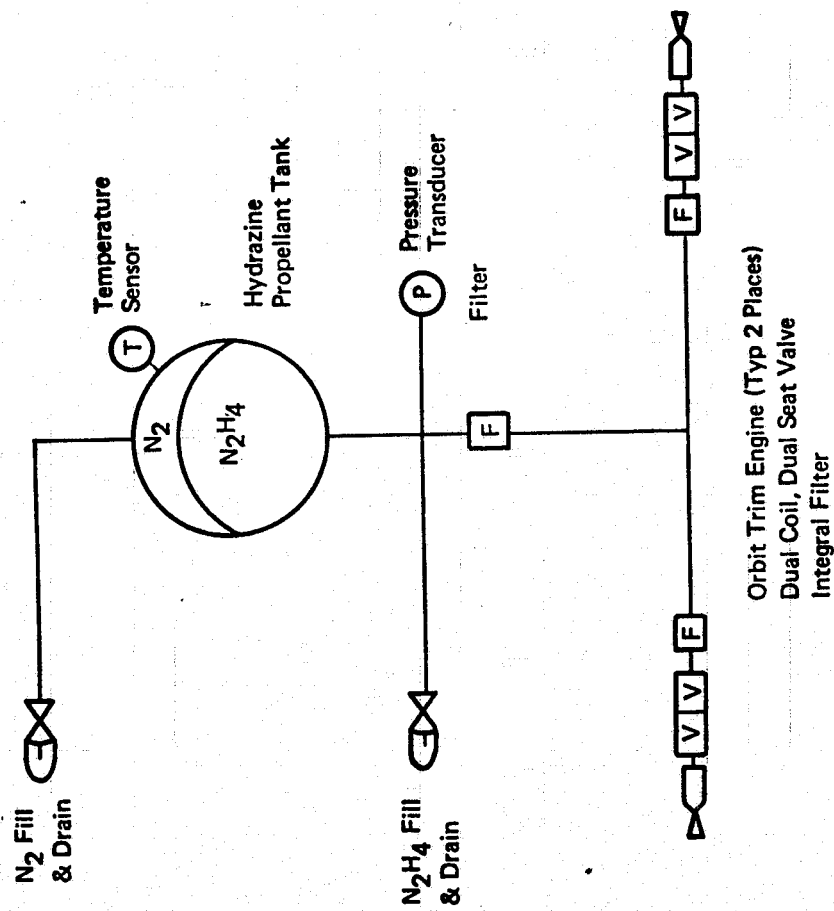 N2 Fill
& Drain
Temperature
Sensor
T
N2
N2H4
Hydrazine
Propellant Tank
N2H4 Fill
& Drain
P
Pressure
Transducer
Filter
F
V V
F
F
V V
Orbit Trim Engine (Typ 2 Places)
Dual Coil, Dual Seat Valve
Integral Filter